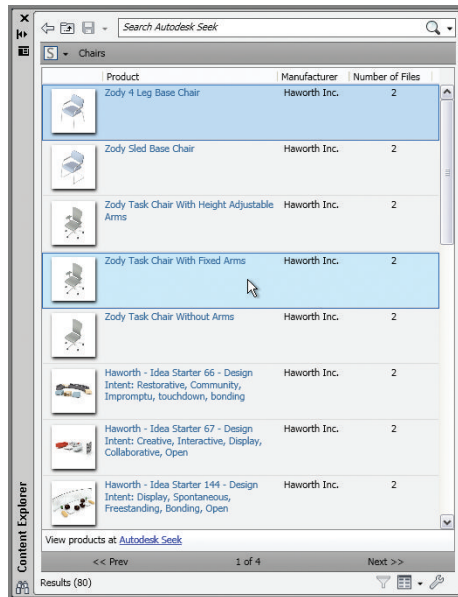 Search Autodesk Seek
S Chairs
Product Manufacturer Number of Files
Zody 4 Leg Base Chair Haworth Inc. 2
Zody Sled Base Chair Haworth Inc. 2
Zody Task Chair With Height Adjustable Haworth Inc. 2
Arms
Zody Task Chair With Fixed Arms Haworth Inc. 2
Zody Task Chair Without Arms Haworth Inc. 2
Haworth - Idea Starter 66 - Design Haworth Inc. 2
Intent: Restorative, Community,
Impromptu, touchdown, bonding
Haworth - Idea Starter 67 - Design Haworth Inc. 2
Intent: Creative, Interactive, Display,
Collaborative, Open
Haworth - Idea Starter 144 - Design Haworth Inc. 2
Intent: Display, Spontaneous,
Freestanding, Bonding, Open
View products at Autodesk Seek
<< Prev 1 of 4 Next >>
Results (80)
Content Explorer